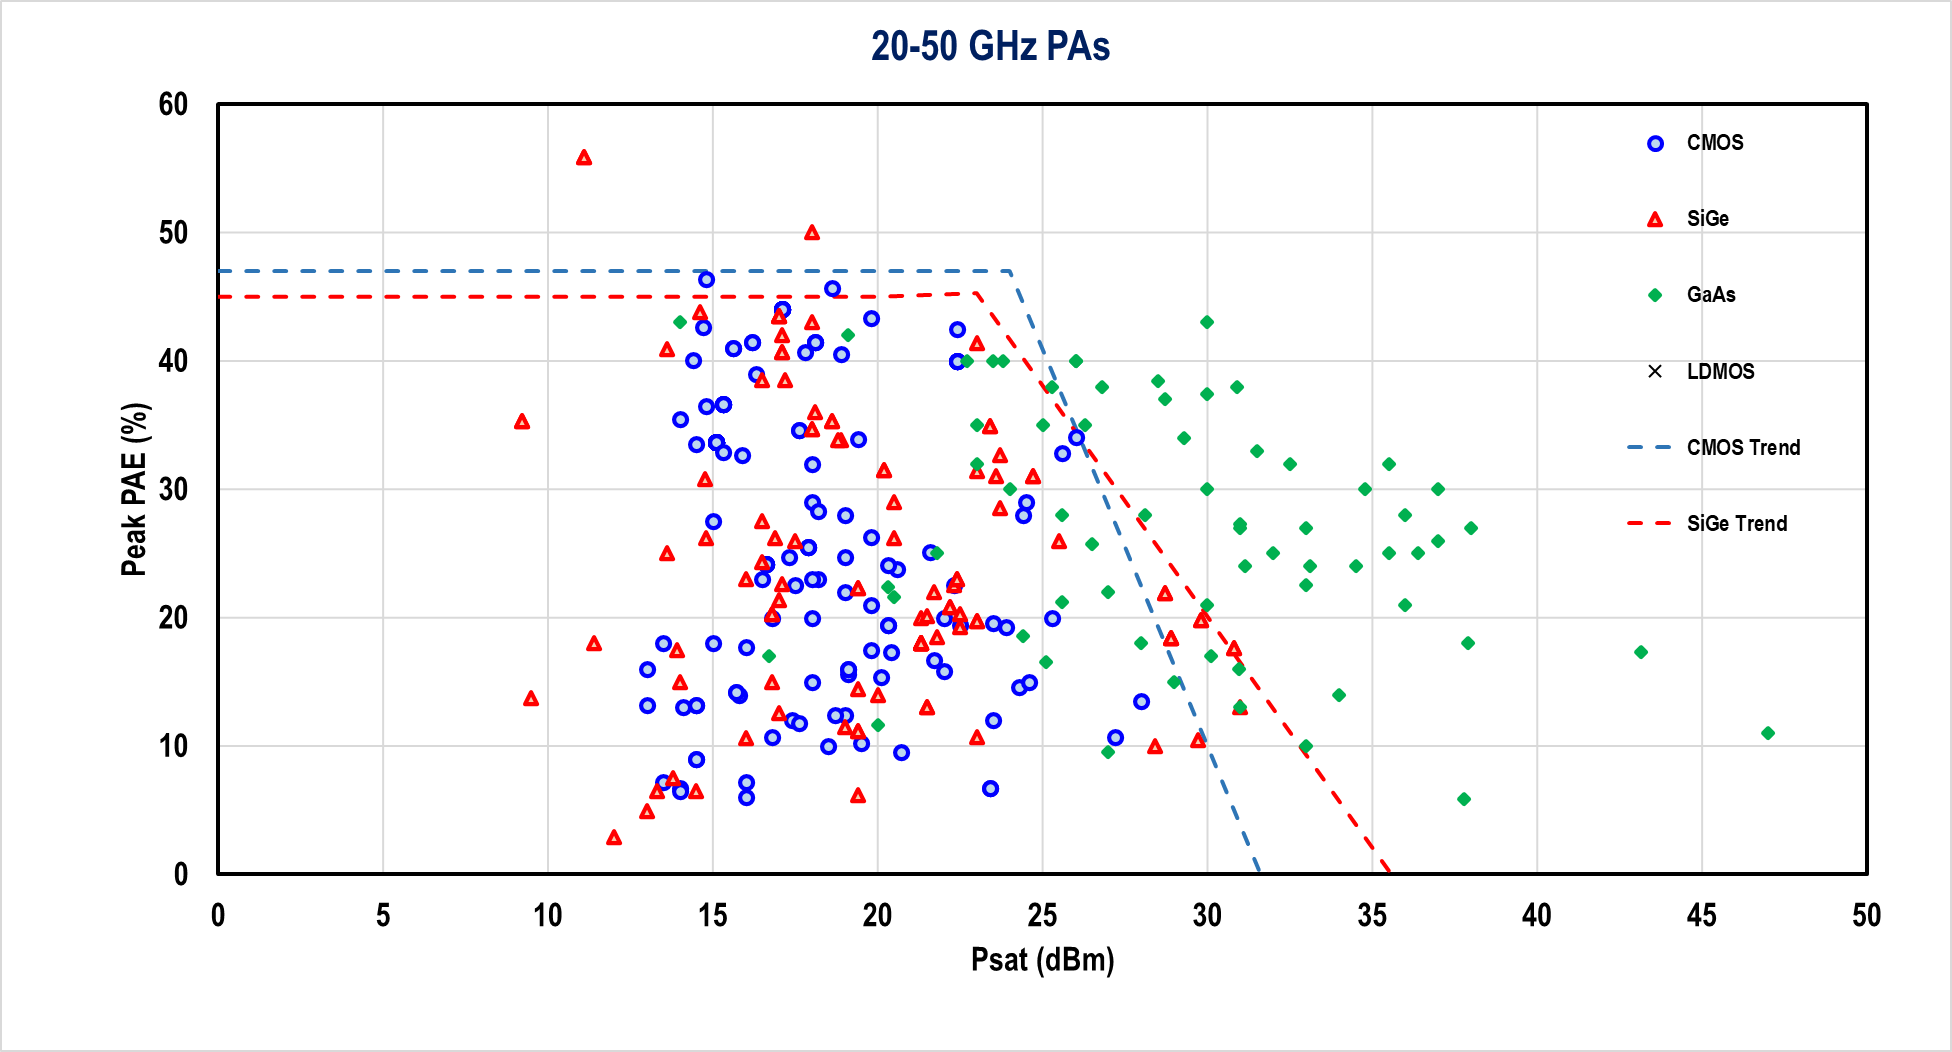 20-50 GHz PAs
60
50
40
30
20
10
0
Peak PAE (%)
0 5 10 15 20 25 30 35 40 45 50
Psat (dBm)
CMOS
SiGe
GaAs
LDMOS
CMOS Trend
SiGe Trend